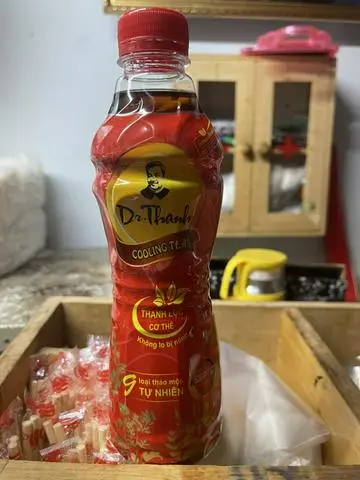 Dr.Thanh
COOLING TEA
THANH LỌC
CƠ THỂ
Không lo bị nóng
9 loại thảo mộc
TỰ NHIÊN